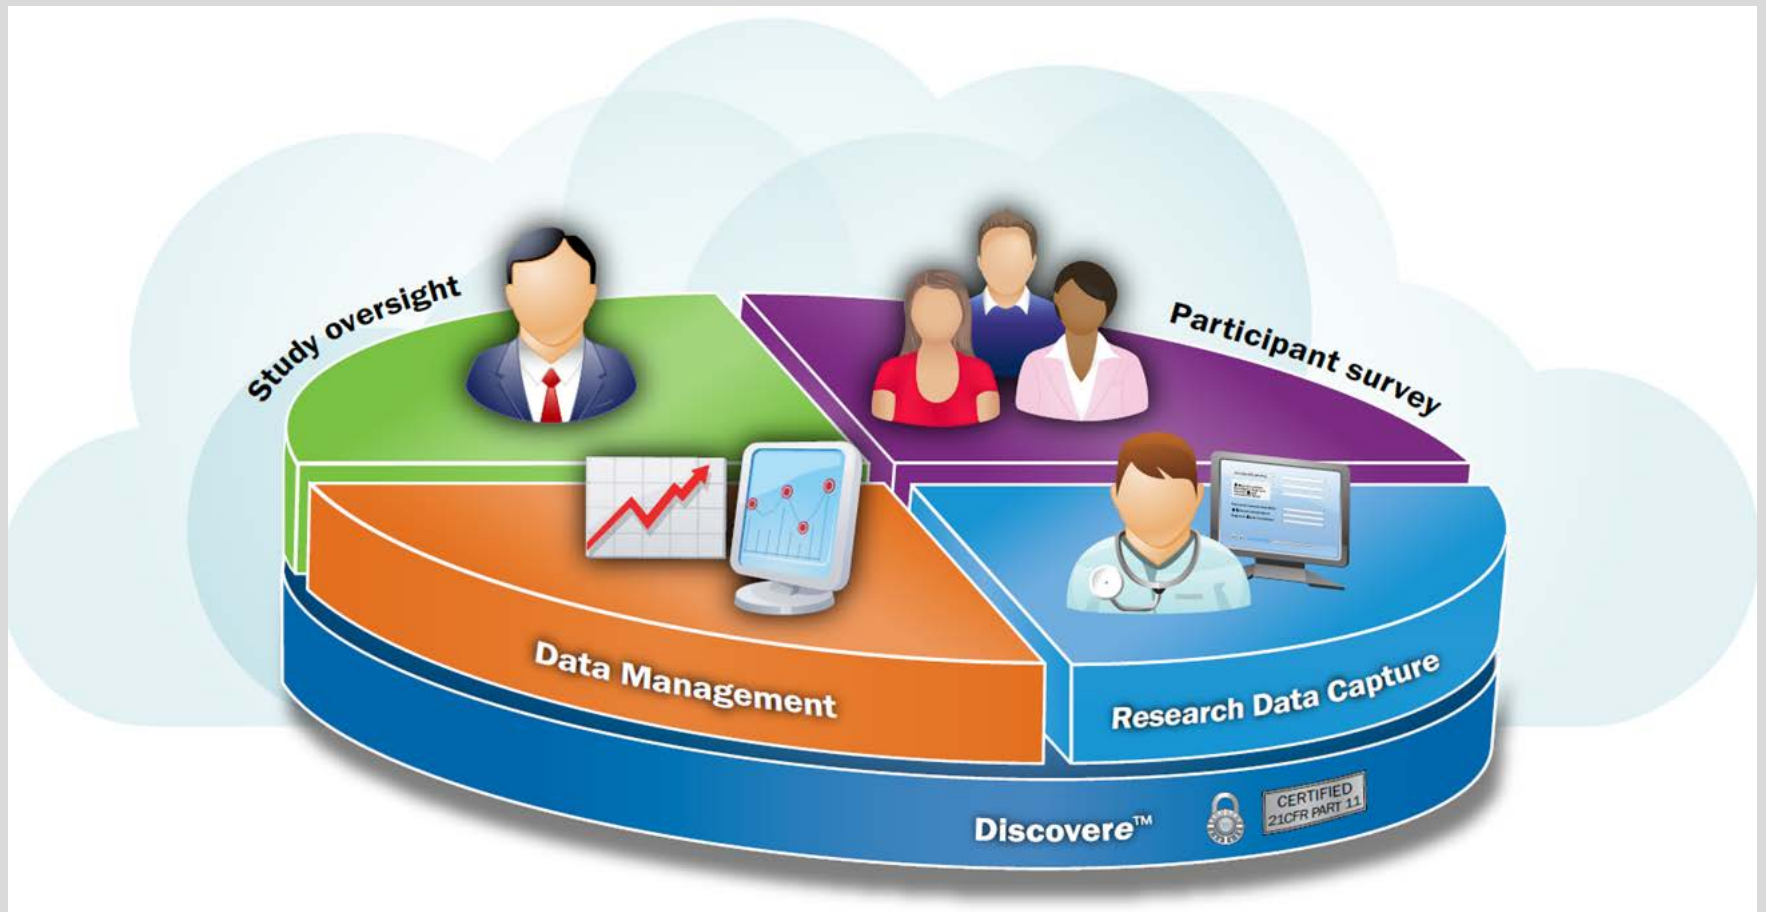 Study oversight
Participant survey
Data Management
Research Data Capture
Discovere™
CERTIFIED
21CFR PART 11